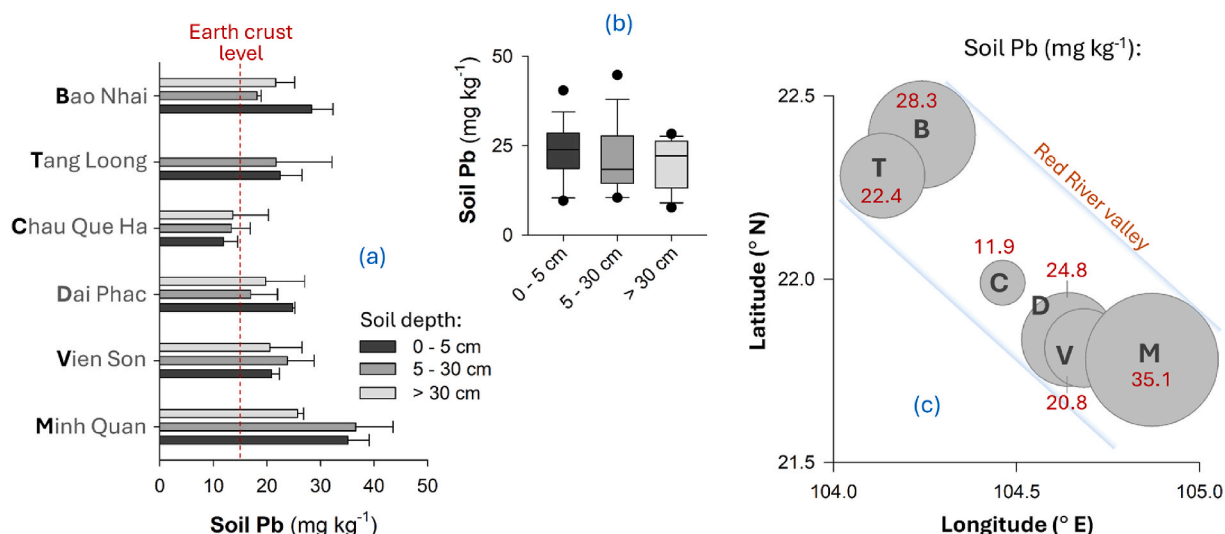 Earth crust
level
Bao Nhai
Tang Loong
Chau Que Ha
Dai Phac
Vien Son
Minh Quan
(a)
Soil depth:
0 - 5 cm
5 - 30 cm
> 30 cm
0 10 20 30 40 50
Soil Pb (mg kg⁻¹)
(b)
Soil Pb (mg kg⁻¹)
50
25
0
0 - 5 cm
5 - 30 cm
> 30 cm
Soil Pb (mg kg⁻¹):
Latitude (° N)
22.5
22.0
21.5
28.3
B
T
22.4
Red River valley
11.9
C
24.8
D
V
20.8
M
35.1
(c)
104.0 104.5 105.0
Longitude (° E)